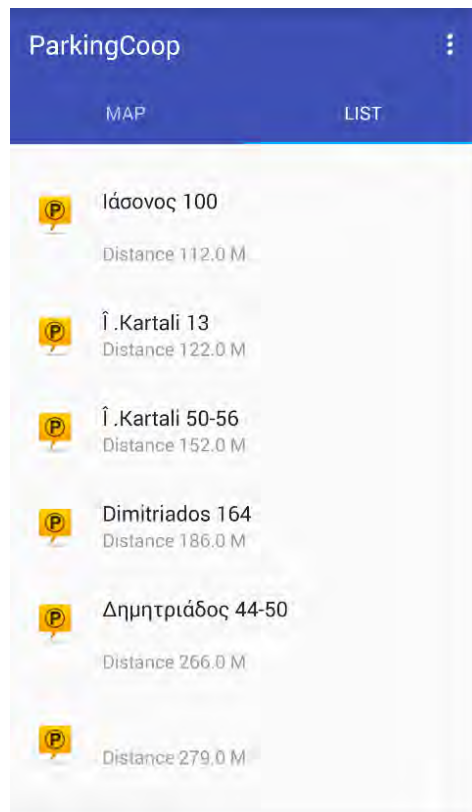 ParkingCoop
MAP LIST
Ιάσονος 100
Distance 112.0 M
Î .Kartali 13
Distance 122.0 M
Î .Kartali 50-56
Distance 152.0 M
Dimitriados 164
Distance 186.0 M
Δημητριάδος 44-50
Distance 266.0 M
Distance 279.0 M